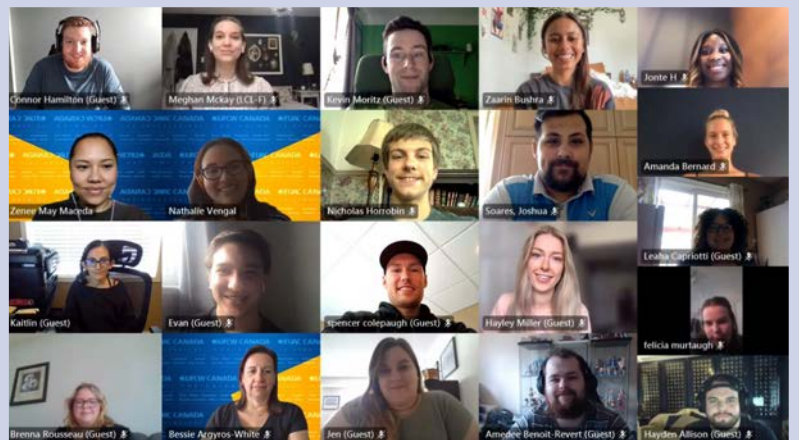 Connor Hamilton (Guest)
Meghan Mckay (LCL-F)
Kevin Moritz (Guest)
Zaarin Bushra
Jonte H
Zenee May Maceda
Nathalie Vengal
Nicholas Horrobin
Soares, Joshua
Amanda Bernard
Leaha Capriotti (Guest)
Kaitlin (Guest)
Evan (Guest)
spencer colepaugh (Guest)
Hayley Miller (Guest)
felicia murtaugh
Brenna Rousseau (Guest)
Bessie Argyros-White
Jen (Guest)
Amedee Benoit-Revert (Guest)
Hayden Allison (Guest)